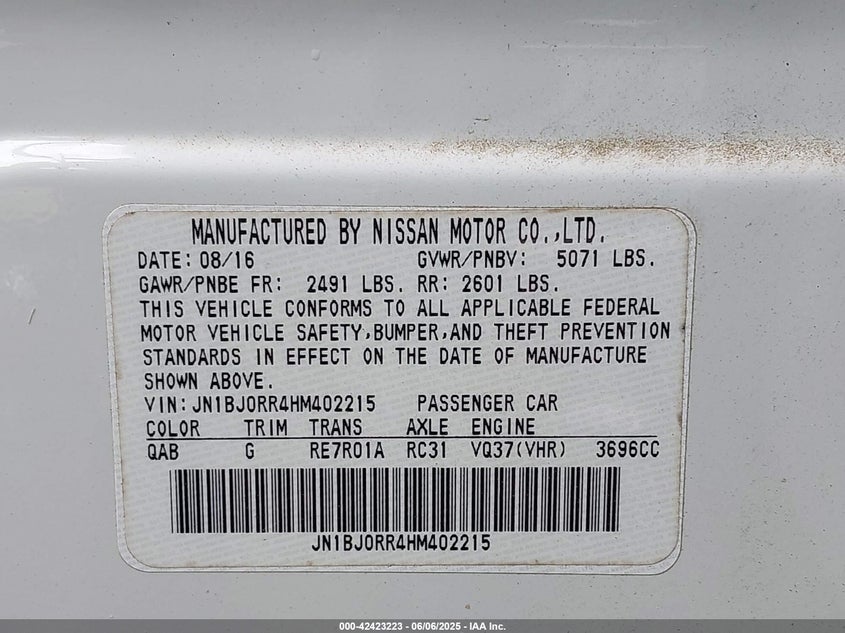 MANUFACTURED BY NISSAN MOTOR CO.,LTD.
DATE: 08/16 GVWR/PNBV: 5071 LBS.
GAWR/PNBE FR: 2491 LBS. RR: 2601 LBS.
THIS VEHICLE CONFORMS TO ALL APPLICABLE FEDERAL
MOTOR VEHICLE SAFETY,BUMPER,AND THEFT PREVENTION
STANDARDS IN EFFECT ON THE DATE OF MANUFACTURE
SHOWN ABOVE.
VIN:JN1BJ0RR4HM402215 PASSENGER CAR
COLOR TRIM TRANS AXLE ENGINE
QAB G RE7R01A RC31 VQ37(VHR) 3696CC
JN1BJ0RR4HM402215
000-42423223 - 06/06/2025 - IAA Inc.